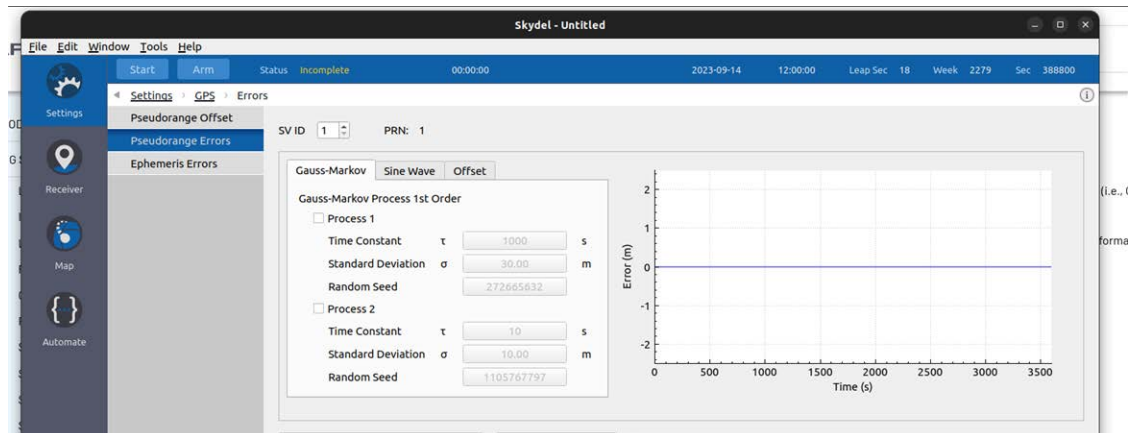 Skydel - Untitled
File Edit Window Tools Help
Start Arm Status Incomplete 00:00:00 2023-09-14 12:00:00 Leap Sec 18 Week 2279 Sec 388800
Settings
Receiver
Map
Automate
Settings GPS Errors
Pseudorange Offset
Pseudorange Errors
Ephemeris Errors
SV ID 1 PRN: 1
Gauss-Markov Sine Wave Offset
Gauss-Markov Process 1st Order
Process 1
Time Constant τ 1000 s
Standard Deviation σ 30.00 m
Random Seed 272665632
Process 2
Time Constant τ 10 s
Standard Deviation σ 10.00 m
Random Seed 1105767797
Error (m)
2
1
0
-1
-2
0 500 1000 1500 2000 2500 3000 3500
Time (s)
(i.e.,
forma